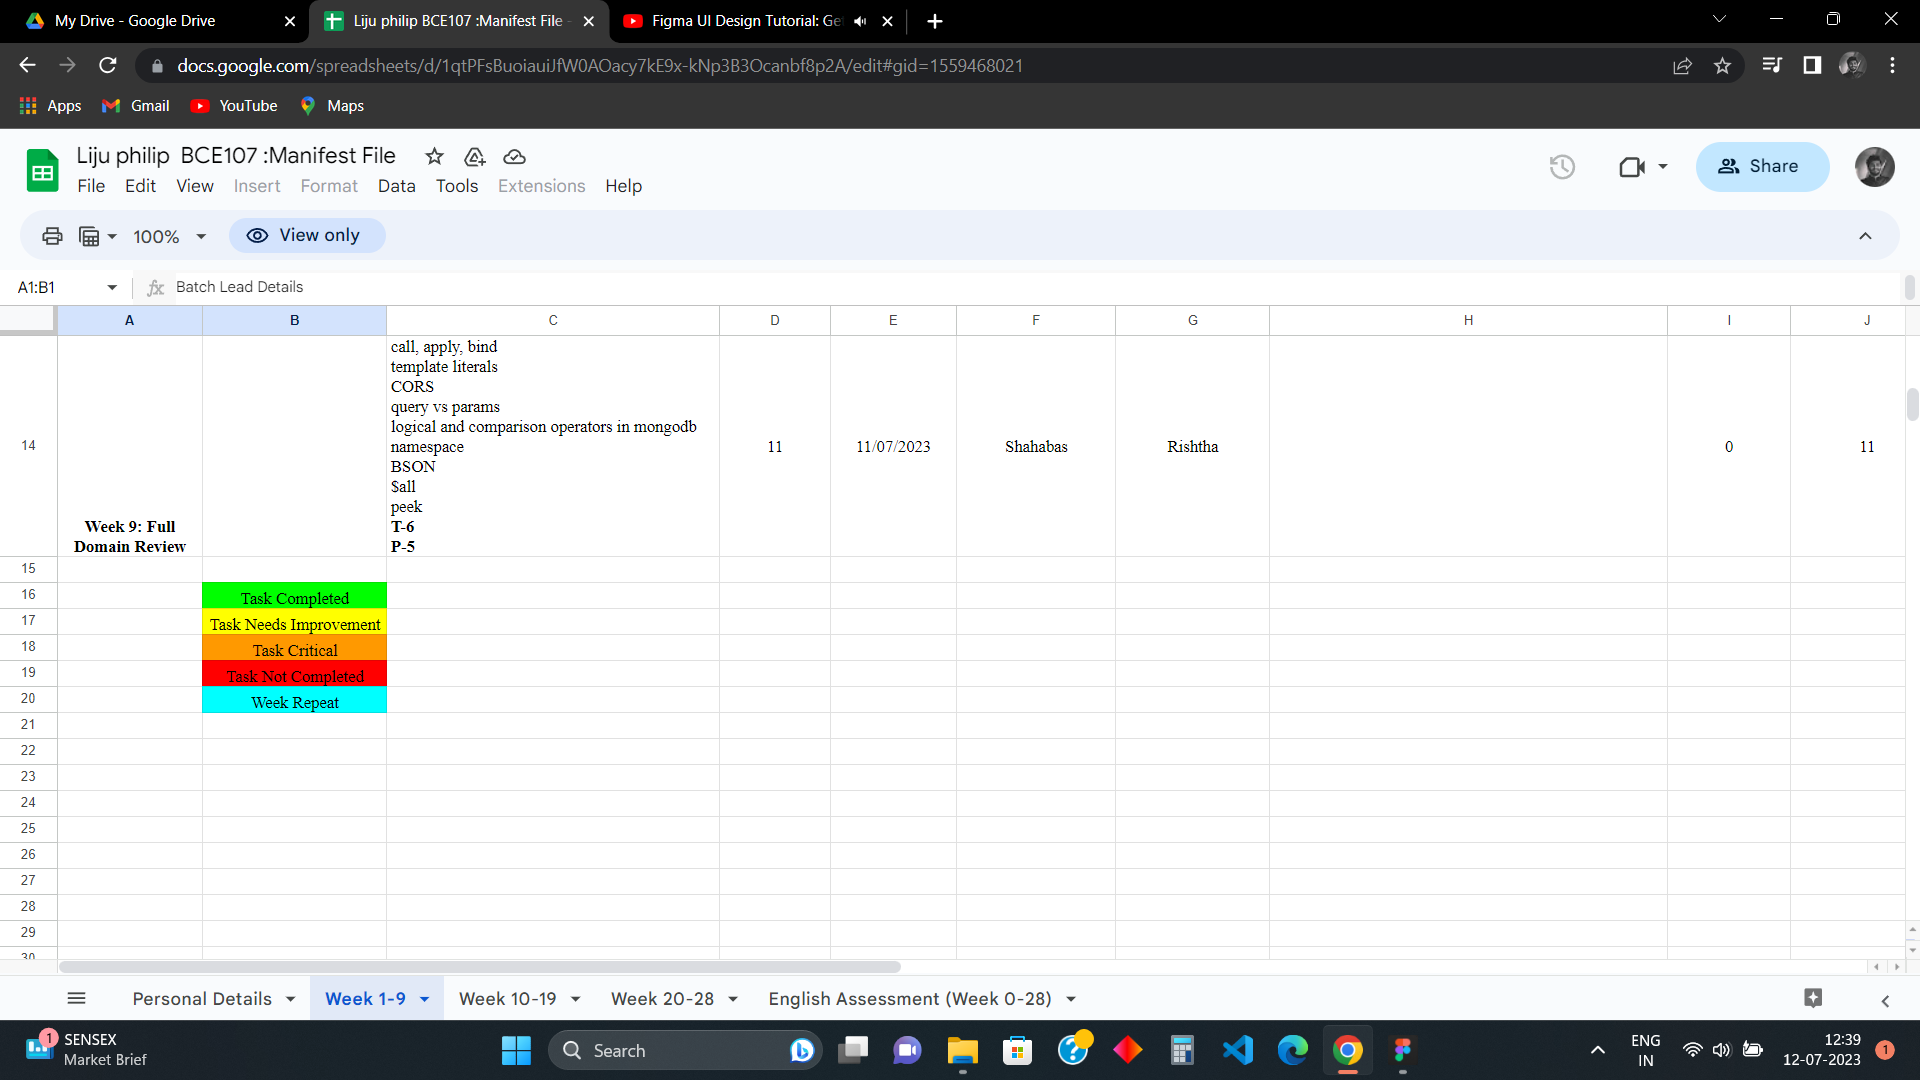 My Drive - Google Drive
Liju philip BCE107 :Manifest File -
Figma UI Design Tutorial: Ge
docs.google.com/spreadsheets/d/1qtPFsBuoiauiJfW0AOacy7kE9x-kNp3B3Ocanbf8p2A/edit#gid=1559468021
Apps
Gmail
YouTube
Maps
Liju philip BCE107 :Manifest File
File Edit View Insert Format Data Tools Extensions Help
Share
100%
View only
A1:B1
fx
Batch Lead Details
A B C D E F G H I J
call, apply, bind
template literals
CORS
query vs params
logical and comparison operators in mongodb
namespace
BSON
$all
peek
T-6
P-5
14
Week 9: Full
Domain Review
11
11/07/2023
Shahabas
Rishtha
0
11
15
16 Task Completed
17 Task Needs Improvement
18 Task Critical
19 Task Not Completed
20 Week Repeat
21
22
23
24
25
26
27
28
29
30
Personal Details
Week 1-9
Week 10-19
Week 20-28
English Assessment (Week 0-28)
1
SENSEX
Market Brief
Search
ENG
IN
12:39
12-07-2023
1